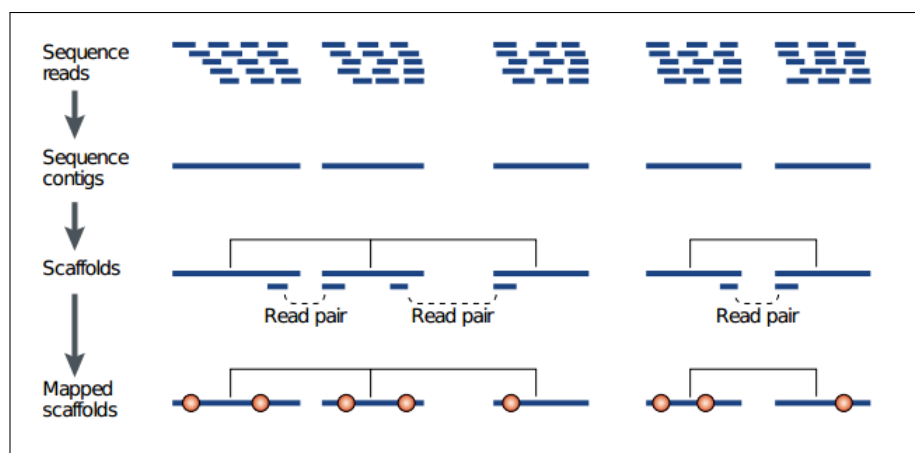 Sequence
reads
Sequence
contigs
Scaffolds
Read pair
Read pair
Read pair
Mapped
scaffolds